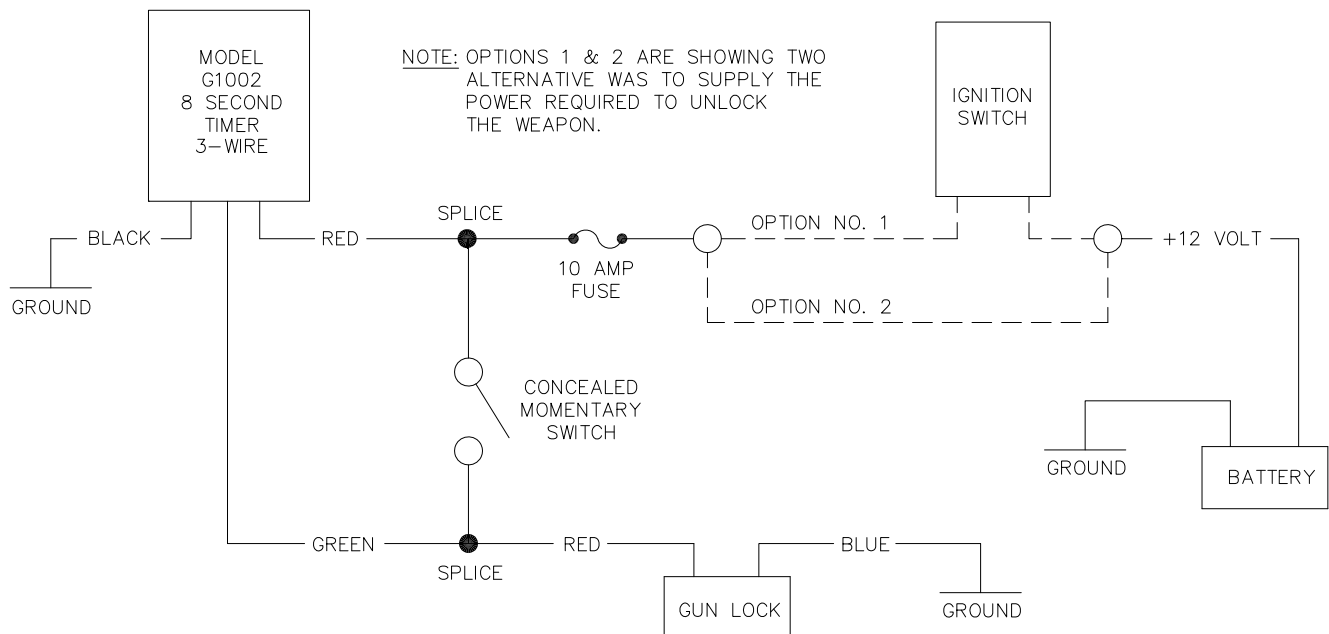 MODEL
G1002
8 SECOND
TIMER
3-WIRE
NOTE: OPTIONS 1 & 2 ARE SHOWING TWO
ALTERNATIVE WAS TO SUPPLY THE
POWER REQUIRED TO UNLOCK
THE WEAPON.
IGNITION
SWITCH
SPLICE
OPTION NO. 1
BLACK
RED
+12 VOLT
10 AMP
FUSE
GROUND
OPTION NO. 2
CONCEALED
MOMENTARY
SWITCH
GROUND
BATTERY
GREEN
RED
BLUE
SPLICE
GUN LOCK
GROUND